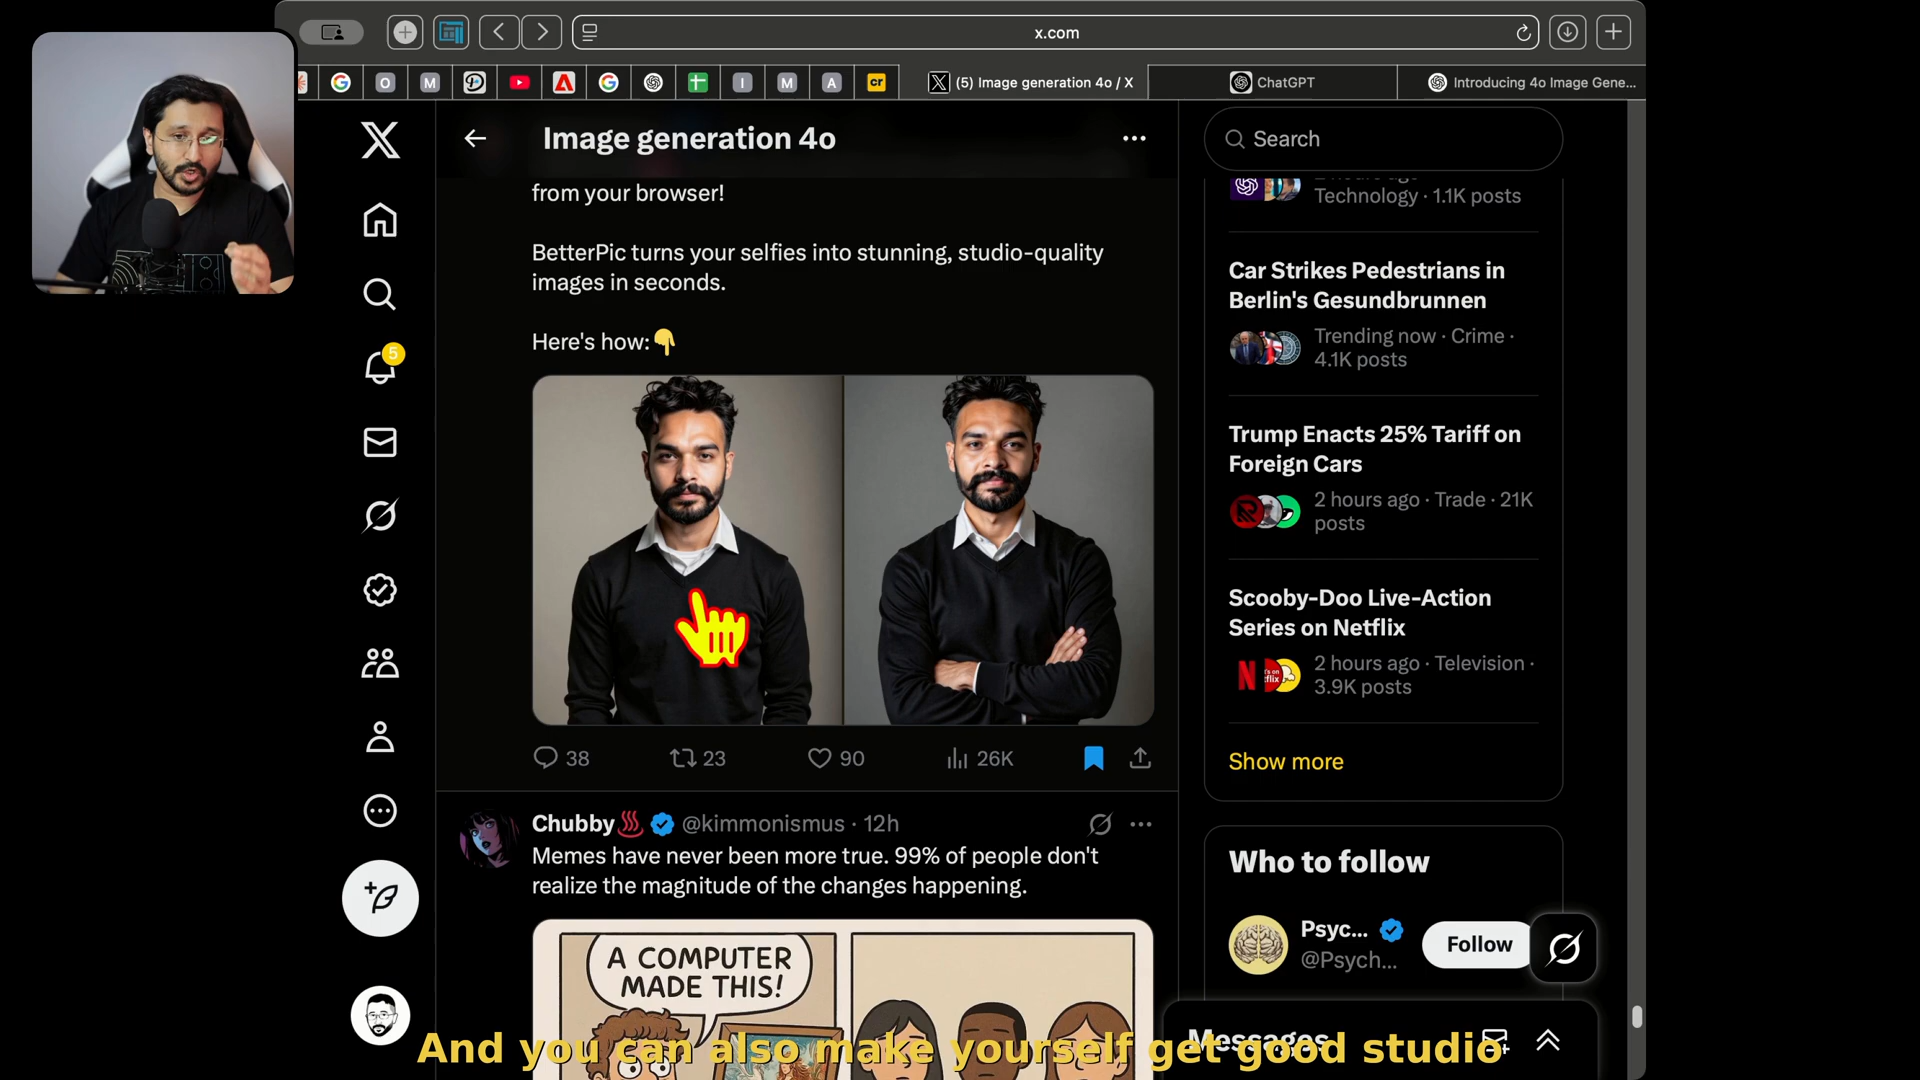 x.com
(5) Image generation 4o / X
ChatGPT
Introducing 4o Image Gene...
Image generation 4o
from your browser!
BetterPic turns your selfies into stunning, studio-quality
images in seconds.
Here's how:👇
38
23
90
26K
Chubby♨️ @kimmonismus · 12h
Memes have never been more true. 99% of people don't
realize the magnitude of the changes happening.
A COMPUTER
MADE THIS!
5
Search
Technology · 1.1K posts
Car Strikes Pedestrians in
Berlin's Gesundbrunnen
Trending now · Crime ·
4.1K posts
Trump Enacts 25% Tariff on
Foreign Cars
2 hours ago · Trade · 21K
posts
Scooby-Doo Live-Action
Series on Netflix
2 hours ago · Television ·
3.9K posts
Show more
Who to follow
Psyc...
@Psych...
Follow
Messages
And you can also make yourself get good studio